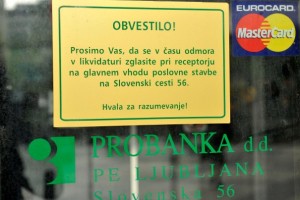 EUROCARD
MasterCard
OBVESTILO!
Prosimo Vas, da se v času odmora
v likvidaturi zglasite pri receptorju
na glavnem vhodu poslovne stavbe
na Slovenski cesti 56.
Hvala za razumevanje!
PROBANKA d.d.
PE LJUBLJANA
Slovenska 56